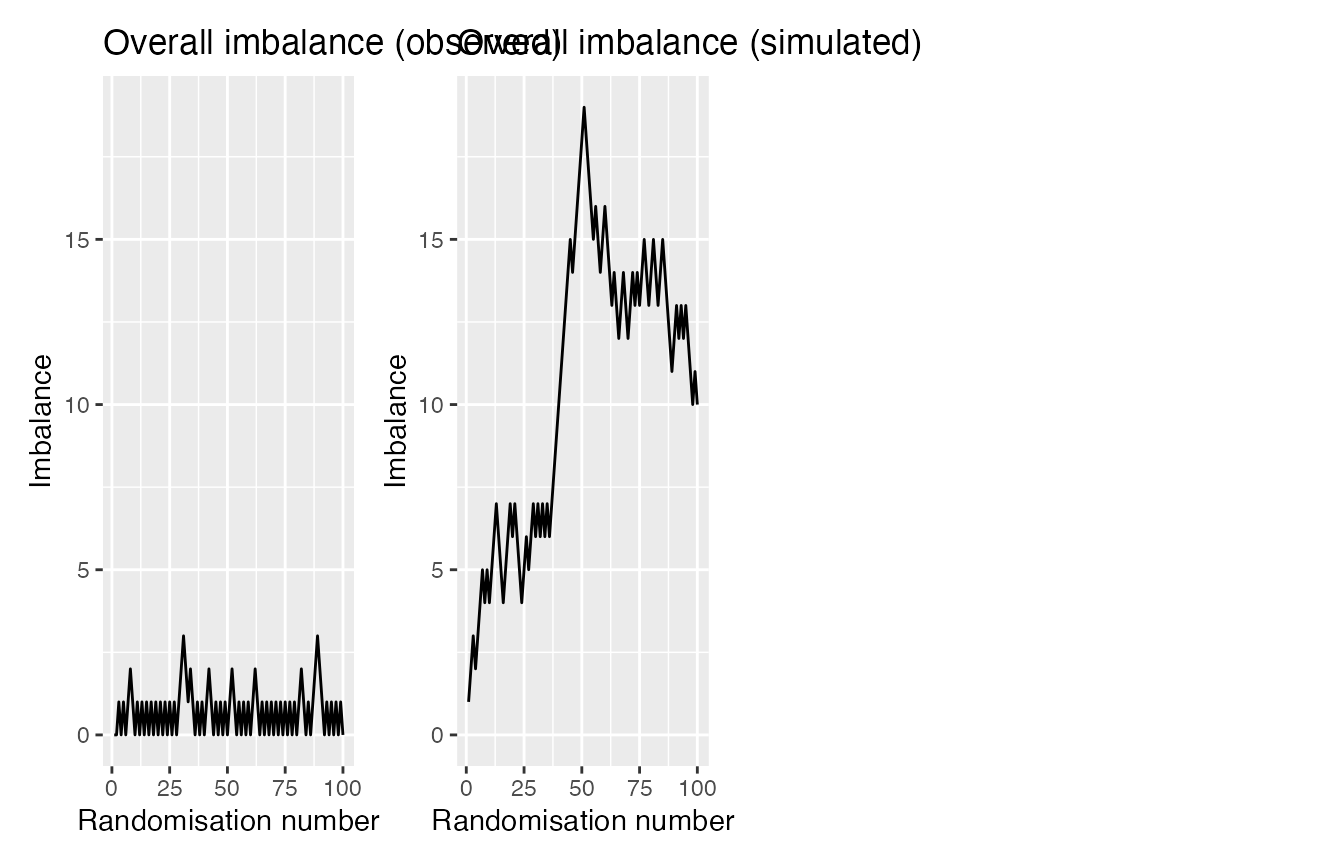 Overall imbalance (observed)
Overall imbalance (simulated)
Imbalance
15
10
5
0
0 25 50 75 100
Randomisation number
Imbalance
15
10
5
0
0 25 50 75 100
Randomisation number